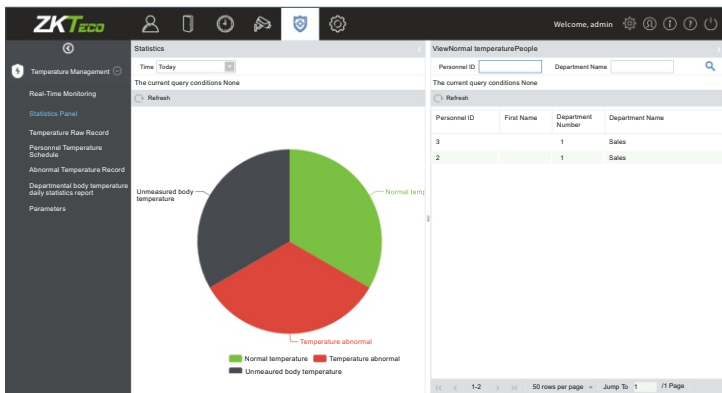 ZKTECO
Welcome, admin
Temperature Management
Real-Time Monitoring
Statistics Panel
Temperature Raw Record
Personnel Temperature
Schedule
Abnormal Temperature Record
Departmental body temperature
daily statistics report
Parameters
Statistics
Time Today
The current query conditions None
Refresh
Unmeasured body
temperature
Normal temp
Temperature abnormal
Normal temperature Temperature abnormal
Unmeaured body temperature
ViewNormal temperaturePeople
Personnel ID Department Name
The current query conditions None
Refresh
Personnel ID First Name Department
Number Department Name
3 1 Sales
2 1 Sales
1-2 50 rows per page Jump To 1 /1 Page